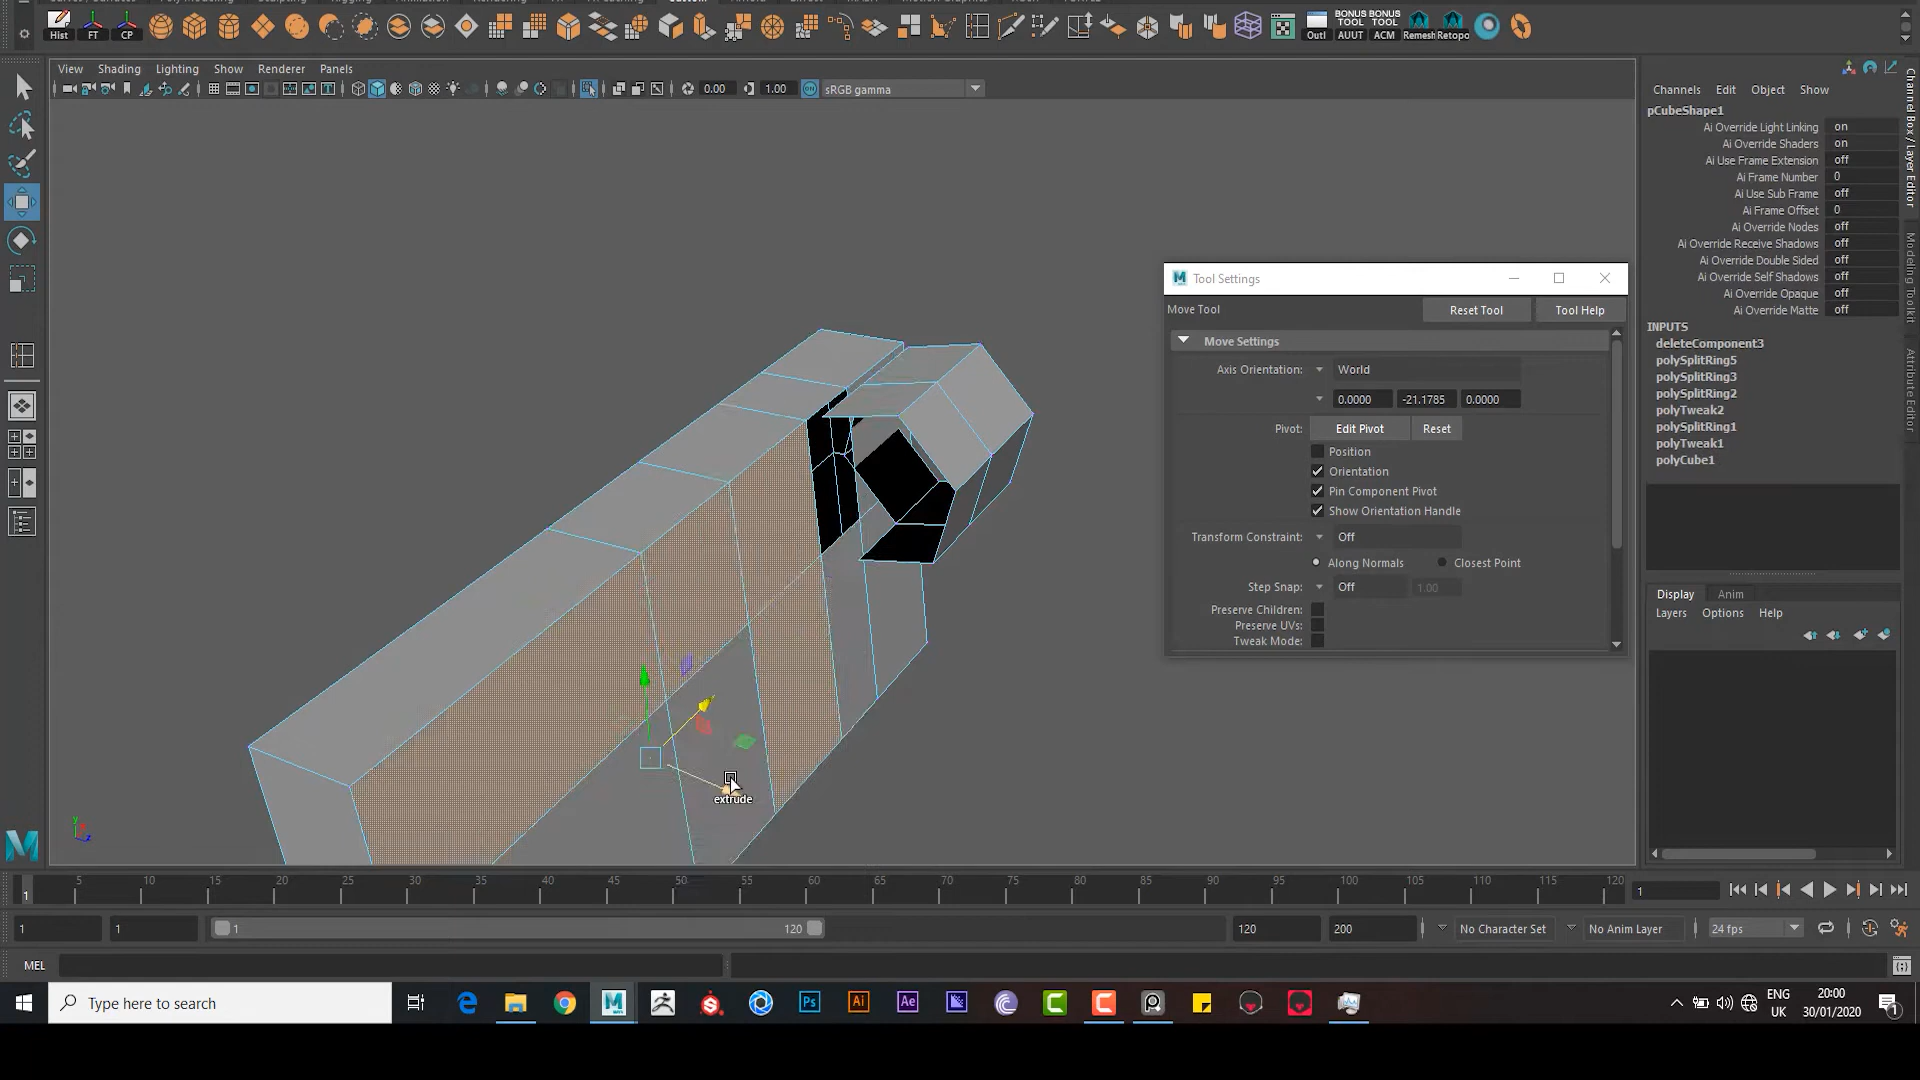 Hist FT CP
BONUS BONUS
TOOL TOOL
Outl AUUT ACM Remesh Retopo
View Shading Lighting Show Renderer Panels
0.00 1.00 sRGB gamma
Channels Edit Object Show
pCubeShape1
Ai Override Light Linking on
Ai Override Shaders on
Ai Use Frame Extension off
Ai Frame Number 0
Ai Use Sub Frame off
Ai Frame Offset 0
Ai Override Nodes off
Ai Override Receive Shadows off
Ai Override Double Sided off
Ai Override Self Shadows off
Ai Override Opaque off
Ai Override Matte off
INPUTS
deleteComponent3
polySplitRing5
polySplitRing3
polySplitRing2
polyTweak2
polySplitRing1
polyTweak1
polyCube1
Channel Box / Layer Editor
Modeling Toolkit
Attribute Editor
Tool Settings
Move Tool Reset Tool Tool Help
Move Settings
Axis Orientation: World
0.0000 -21.1785 0.0000
Pivot: Edit Pivot Reset
Position
Orientation
Pin Component Pivot
Show Orientation Handle
Transform Constraint: Off
Along Normals Closest Point
Step Snap: Off 1.00
Preserve Children:
Preserve UVs:
Tweak Mode:
extrude
Display Anim
Layers Options Help
5 10 15 20 25 30 35 40 45 50 55 60 65 70 75 80 85 90 95 100 105 110 115 120
1 1
1 1 1 120 120 200 No Character Set No Anim Layer 24 fps
MEL
Type here to search
ENG 20:00
UK 30/01/2020